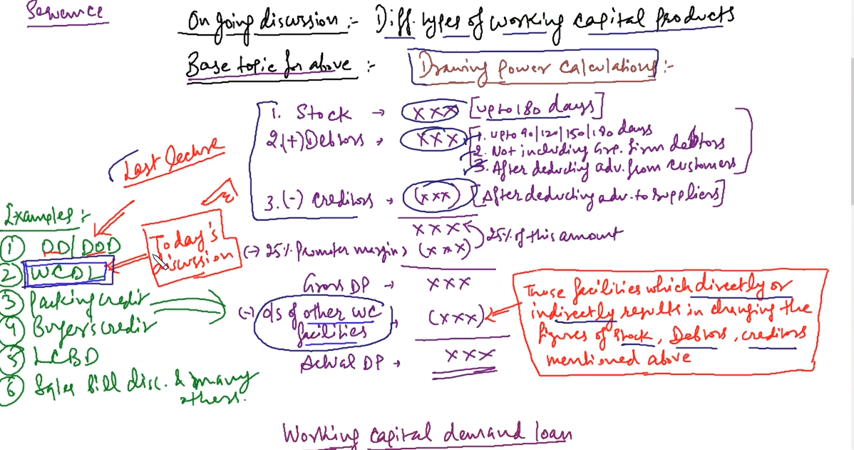 Sequence
On going discussion :- Diff. types of working capital products
Base topic for above :- Drawing power calculation :-
1. Stock → xxx [upto 180 days]
2(+) Debtors → xxx 1. upto 90/120/150/180 days
2. Not including Grp. firm debtors
3. After deducting adv. from customers
3. (-) Creditors → (xxx) [After deducting adv. to suppliers]
xxxx
(-) 25% Promoter margin → (xxx) 25% of this amount
Gross DP → xxx
(-) o/s of other WC facilities → (xxx)
Actual DP → xxx
Those facilities which directly or
indirectly results in changing the
figures of Stock, Debtors, creditors
mentioned above
Last lecture
Today's
discussion
Examples :-
1 OD/DOD
2 WCDL
3 Packing credit
4 Buyer's credit
5 LCBD
6 Sales bill disc. & many
others.
Working capital demand loan